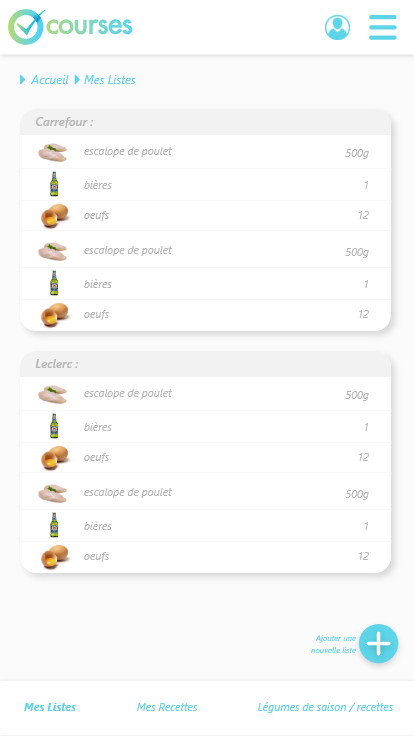 courses
Accueil Mes Listes
Carrefour :
escalope de poulet 500g
bières 1
oeufs 12
escalope de poulet 500g
bières 1
oeufs 12
Leclerc :
escalope de poulet 500g
bières 1
oeufs 12
escalope de poulet 500g
bières 1
oeufs 12
Ajouter une
nouvelle liste
Mes Listes Mes Recettes Légumes de saison / recettes